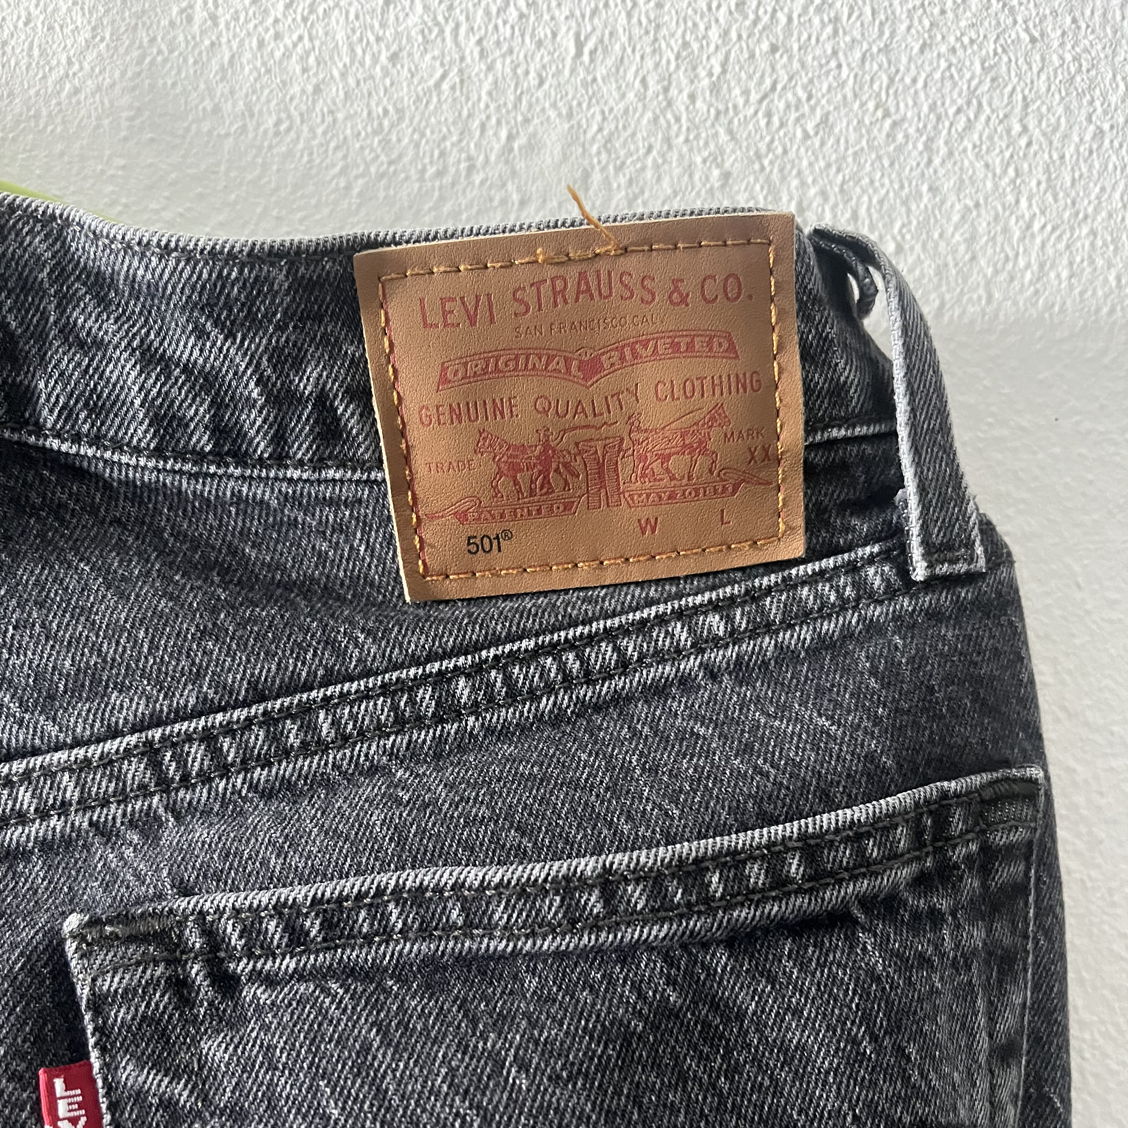 LEVI STRAUSS & CO.
SAN FRANCISCO, CAL.
ORIGINAL RIVETED
GENUINE QUALITY CLOTHING
TRADE MARK
XX
PATENTED MAY 20 1873
W L
501®
LEV